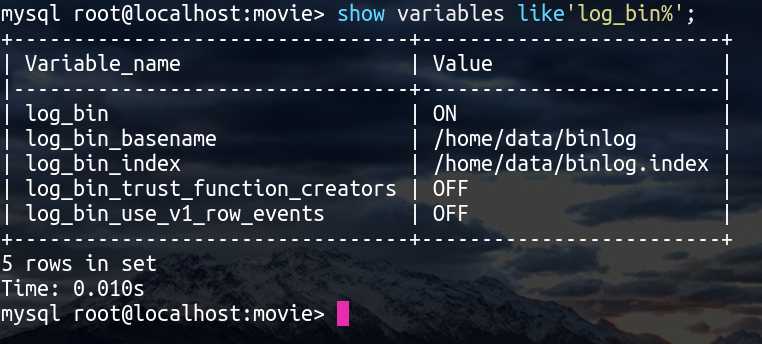 mysql root@localhost:movie> show variables like'log_bin%';
+---------------------------------+------------------------+
| Variable_name                   | Value                  |
|---------------------------------+------------------------|
| log_bin                         | ON                     |
| log_bin_basename                | /home/data/binlog       |
| log_bin_index                   | /home/data/binlog.index |
| log_bin_trust_function_creators | OFF                    |
| log_bin_use_v1_row_events       | OFF                    |
+---------------------------------+------------------------+
5 rows in set
Time: 0.010s
mysql root@localhost:movie>